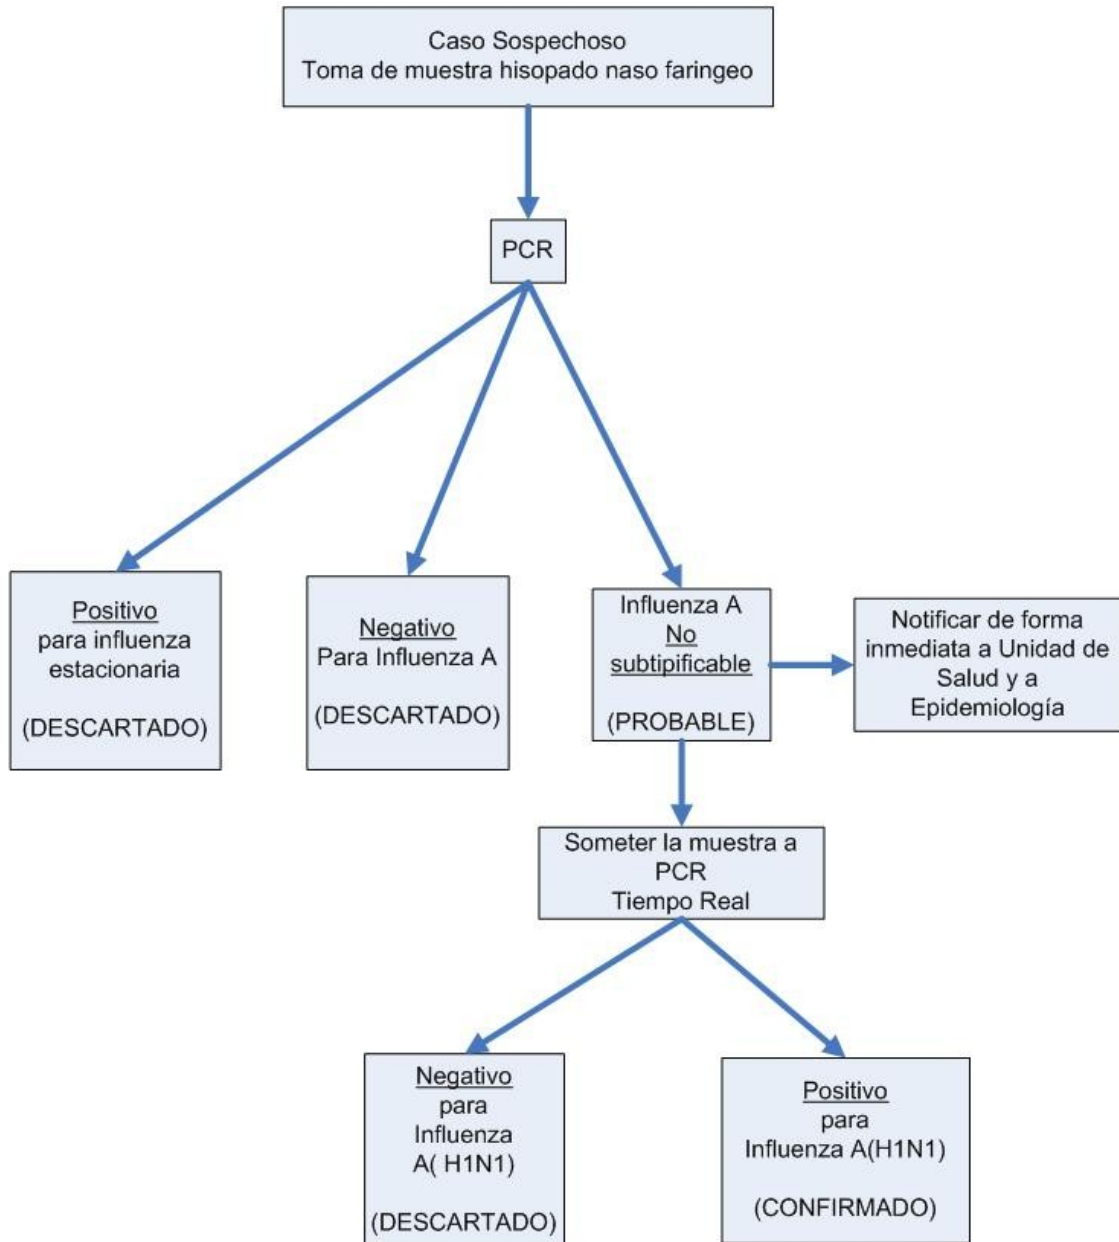 Caso Sospechoso
Toma de muestra hisopado naso faringeo
PCR
Positivo
para influenza
estacionaria
(DESCARTADO)
Negativo
Para Influenza A
(DESCARTADO)
Influenza A
No
subtipificable
(PROBABLE)
Notificar de forma
inmediata a Unidad de
Salud y a
Epidemiología
Someter la muestra a
PCR
Tiempo Real
Negativo
para
Influenza
A( H1N1)
(DESCARTADO)
Positivo
para
Influenza A(H1N1)
(CONFIRMADO)